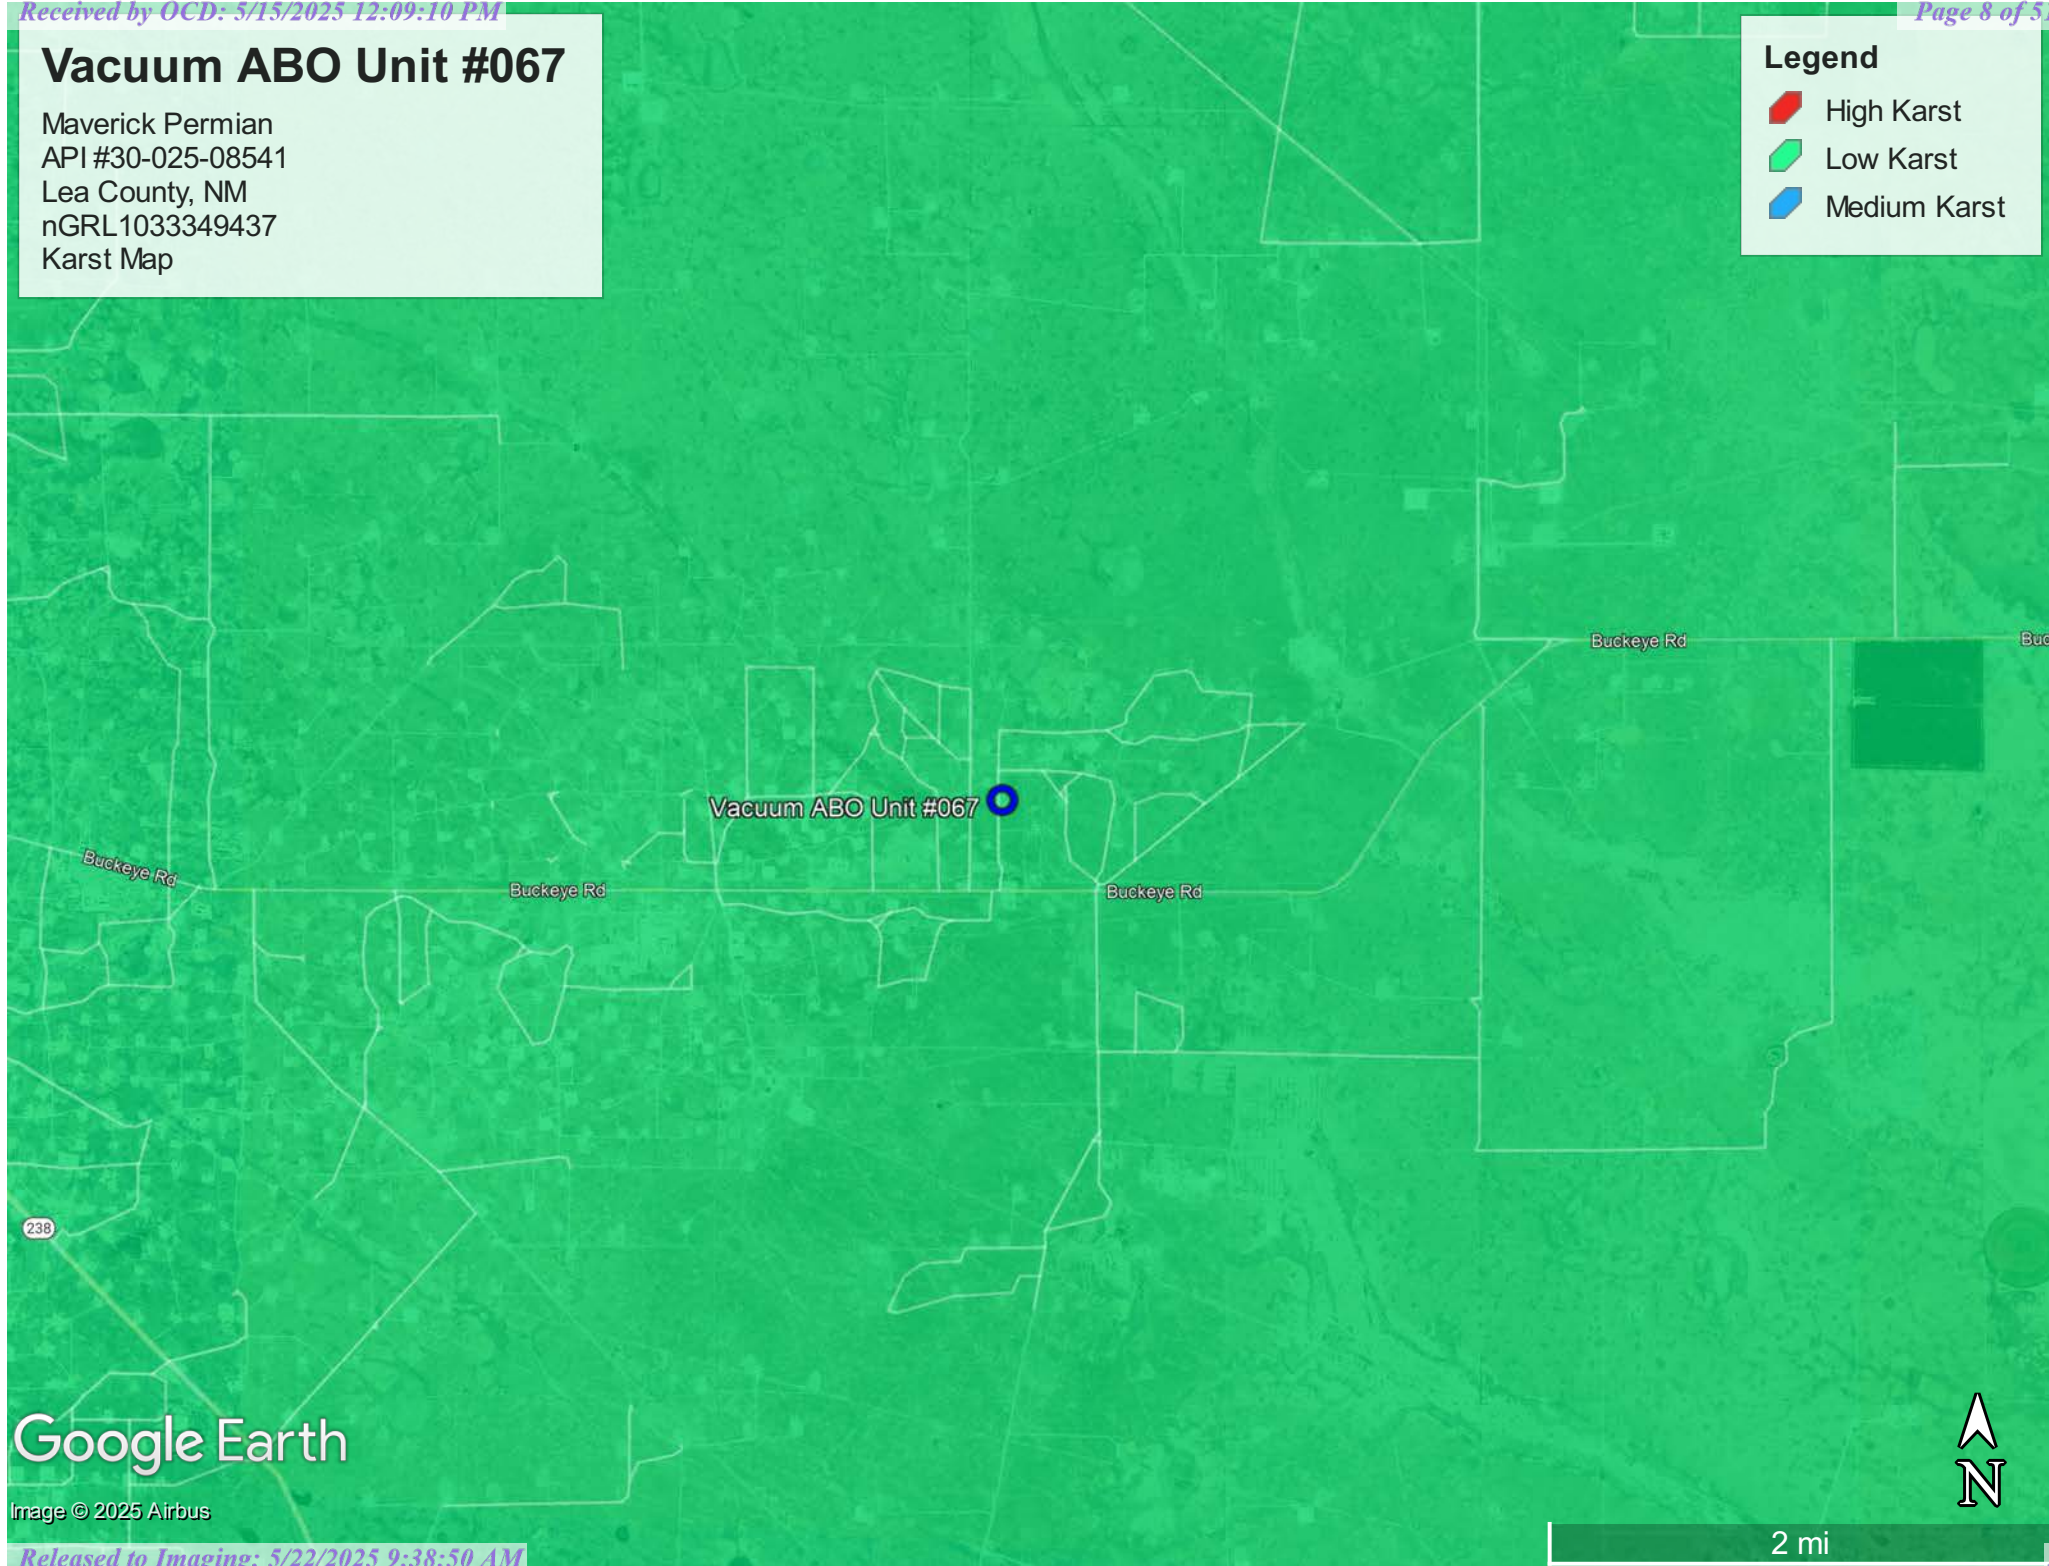 Received by OCD: 5/15/2025 12:09:10 PM
Page 8 of 51
Vacuum ABO Unit #067
Maverick Permian
API #30-025-08541
Lea County, NM
nGRL1033349437
Karst Map
Legend
High Karst
Low Karst
Medium Karst
Buckeye Rd
Buc
Vacuum ABO Unit #067
Buckeye Rd
Buckeye Rd
Buckeye Rd
238
Google Earth
Image © 2025 Airbus
N
2 mi
Released to Imaging: 5/22/2025 9:38:50 AM